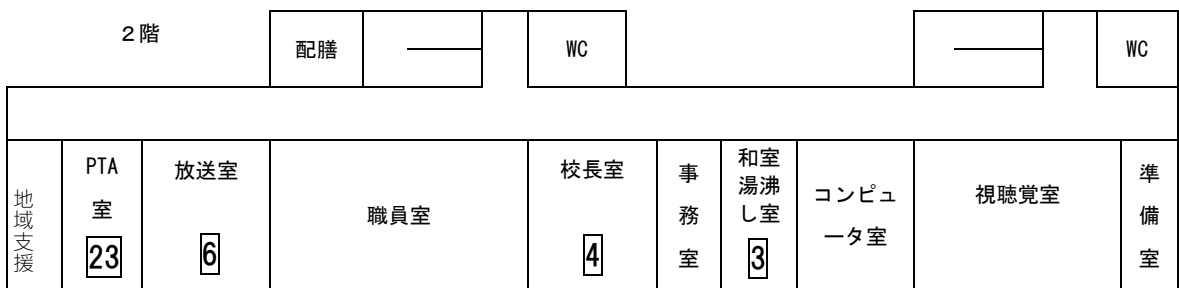 ２階
配膳
WC
WC
地域支援
PTA
室
23
放送室
6
職員室
校長室
4
事務室
和室
湯沸
し室
3
コンピュ
ータ室
視聴覚室
準備室